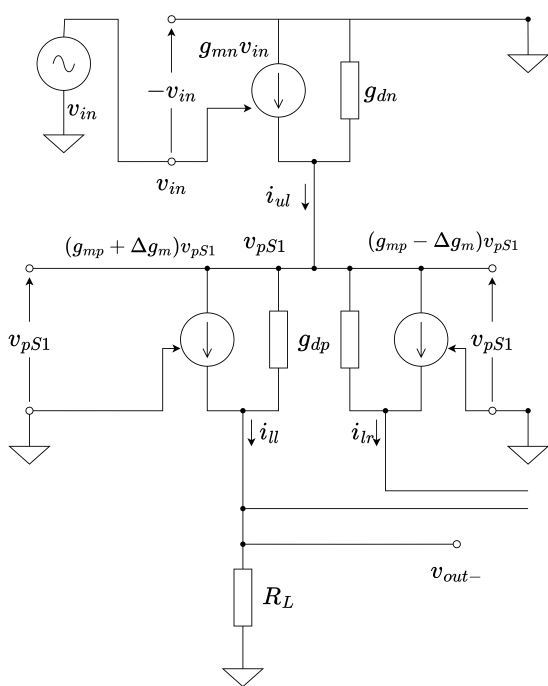 g_{mn}v_{in}
-v_{in}
g_{dn}
v_{in}
v_{in}
i_{ul}
(g_{mp} + Δg_m)v_{pS1}
v_{pS1}
(g_{mp} - Δg_m)v_{pS1}
v_{pS1}
g_{dp}
v_{pS1}
i_{ll}
i_{lr}
v_{out-}
R_L